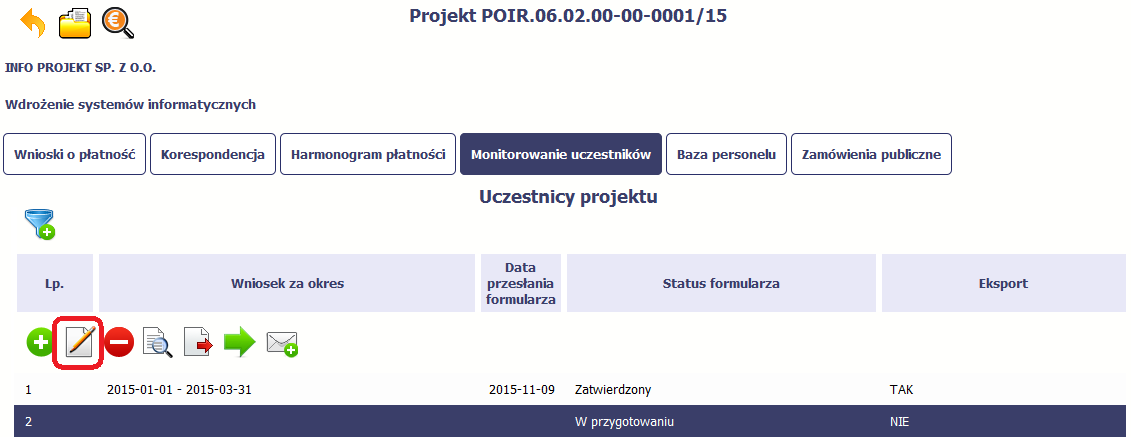 Projekt POIR.06.02.00-00-0001/15
INFO PROJEKT SP. Z O.O.
Wdrożenie systemów informatycznych
Wnioski o płatność Korespondencja Harmonogram płatności Monitorowanie uczestników Baza personelu Zamówienia publiczne
Uczestnicy projektu
Lp. Wniosek za okres Data przesłania formularza Status formularza Eksport
1 2015-01-01 - 2015-03-31 2015-11-09 Zatwierdzony TAK
2 W przygotowaniu NIE